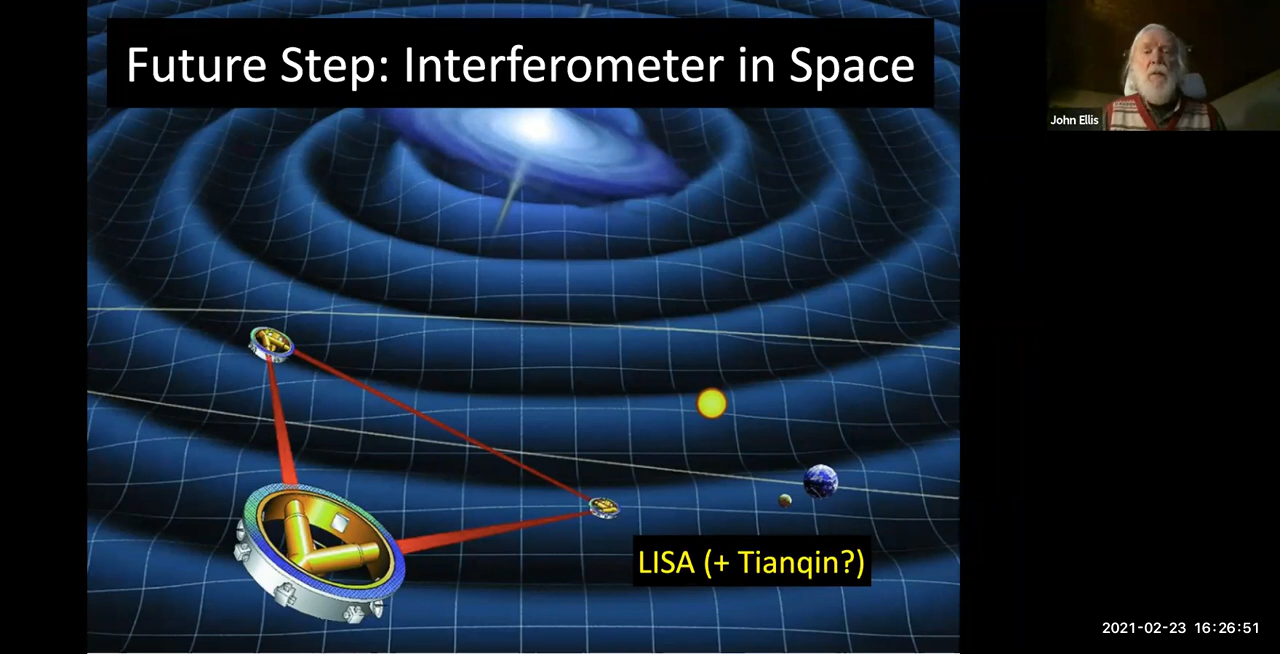 Future Step: Interferometer in Space
John Ellis
LISA (+ Tianqin?)
2021-02-23 16:26:51